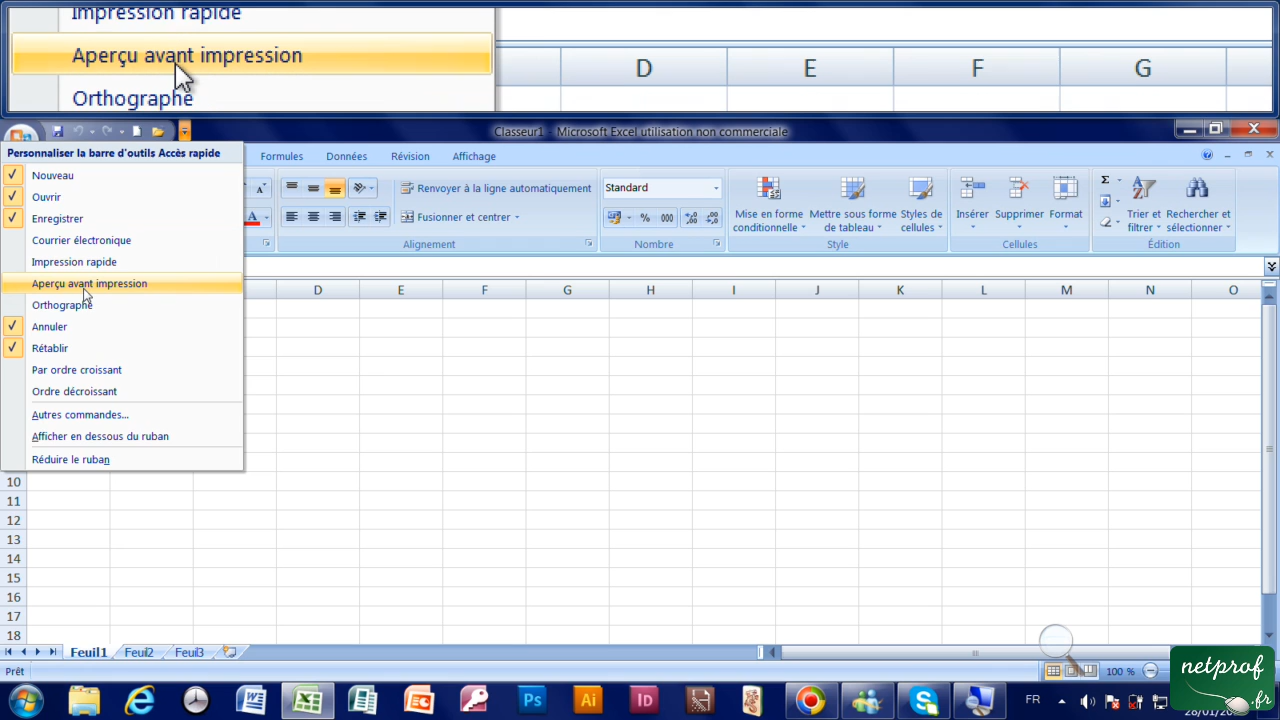 Impression rapide
Aperçu avant impression
Orthographe
D E F G
Classeur1 - Microsoft Excel utilisation non commerciale
Personnaliser la barre d'outils Accès rapide
Nouveau
Ouvrir
Enregistrer
Courrier électronique
Impression rapide
Aperçu avant impression
Orthographe
Annuler
Rétablir
Par ordre croissant
Ordre décroissant
Autres commandes...
Afficher en dessous du ruban
Réduire le ruban
Formules Données Révision Affichage
Renvoyer à la ligne automatiquement
Fusionner et centrer
Alignement
Standard
% 000
Nombre
Mise en forme conditionnelle
Mettre sous forme de tableau
Styles de cellules
Style
Insérer Supprimer Format
Cellules
Σ
Trier et filtrer
Rechercher et sélectionner
Édition
D E F G H I J K L M N O
10
11
12
13
14
15
16
17
18
Feuil1 Feuil2 Feuil3
Prêt
100 %
Ps Ai Id
FR
netprof
.fr